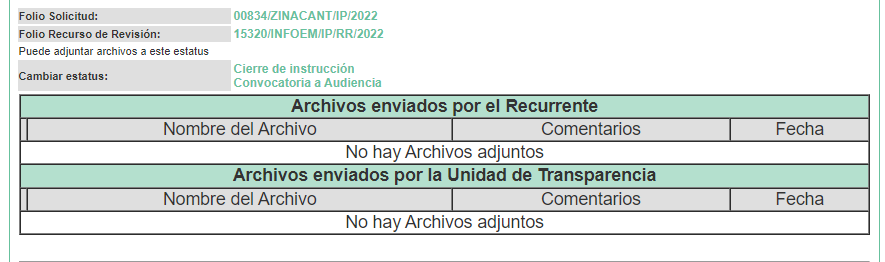 Folio Solicitud: 00834/ZINACANT/IP/2022
Folio Recurso de Revisión: 15320/INFOEM/IP/RR/2022
Puede adjuntar archivos a este estatus
Cambiar estatus: Cierre de instrucción
Convocatoria a Audiencia
Archivos enviados por el Recurrente
Nombre del Archivo Comentarios Fecha
No hay Archivos adjuntos
Archivos enviados por la Unidad de Transparencia
Nombre del Archivo Comentarios Fecha
No hay Archivos adjuntos